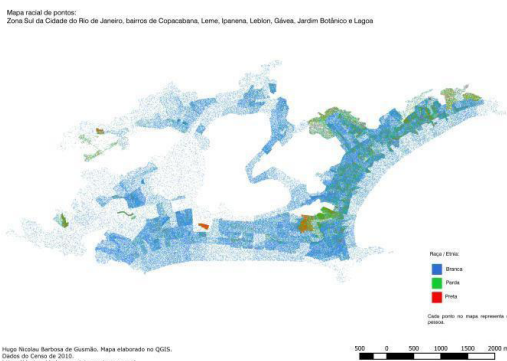 Mapa racial de pontos:
Zona Sul da Cidade do Rio de Janeiro, bairros de Copacabana, Leme, Ipanena, Leblon, Gávea, Jardim Botânico e Lagoa
Raça / Etnia:
Branca
Parda
Preta
Cada ponto no mapa representa
pessoa.
Hugo Nicolau Barbosa de Gusmão. Mapa elaborado no QGIS.
Dados do Censo de 2010.
500 0 500 1000 1500 2000 m